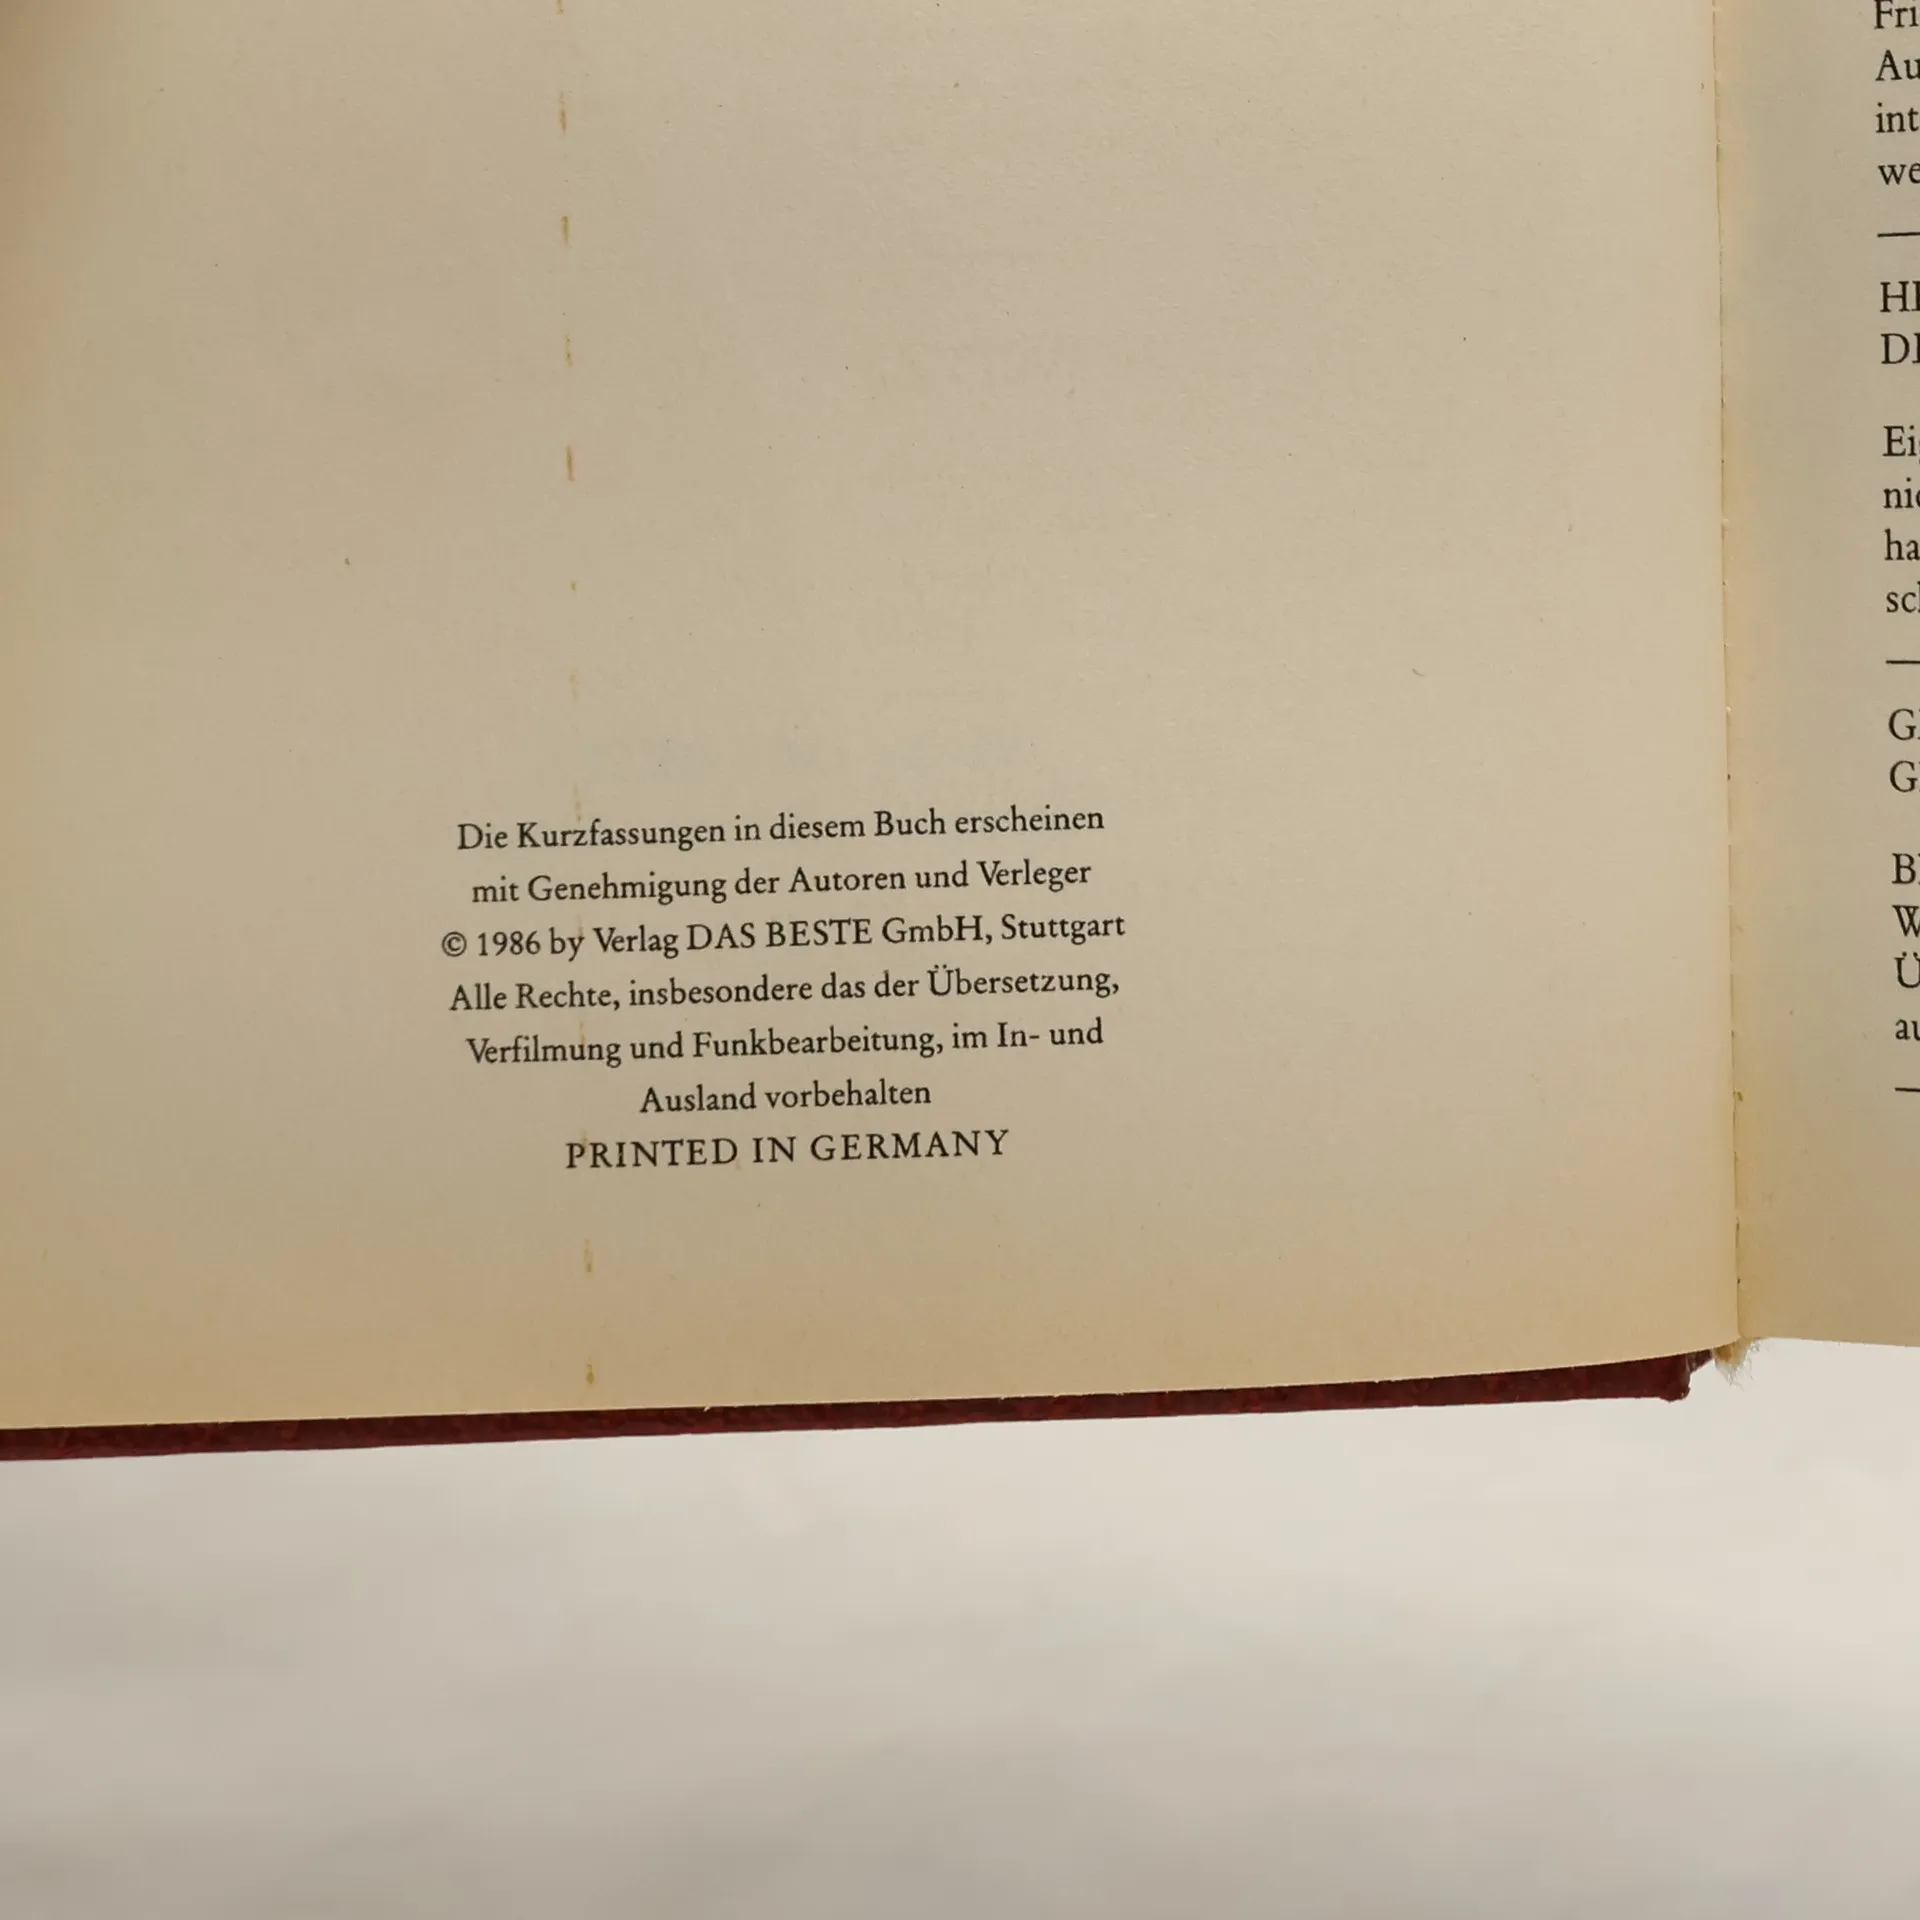 Die Kurzfassungen in diesem Buch erscheinen
mit Genehmigung der Autoren und Verleger
© 1986 by Verlag DAS BESTE GmbH, Stuttgart
Alle Rechte, insbesondere das der Übersetzung,
Verfilmung und Funkbearbeitung, im In- und
Ausland vorbehalten
PRINTED IN GERMANY